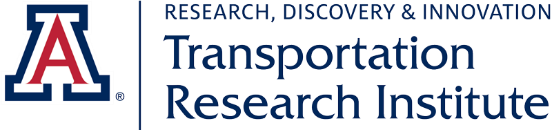 A®
RESEARCH, DISCOVERY & INNOVATION
Transportation
Research Institute